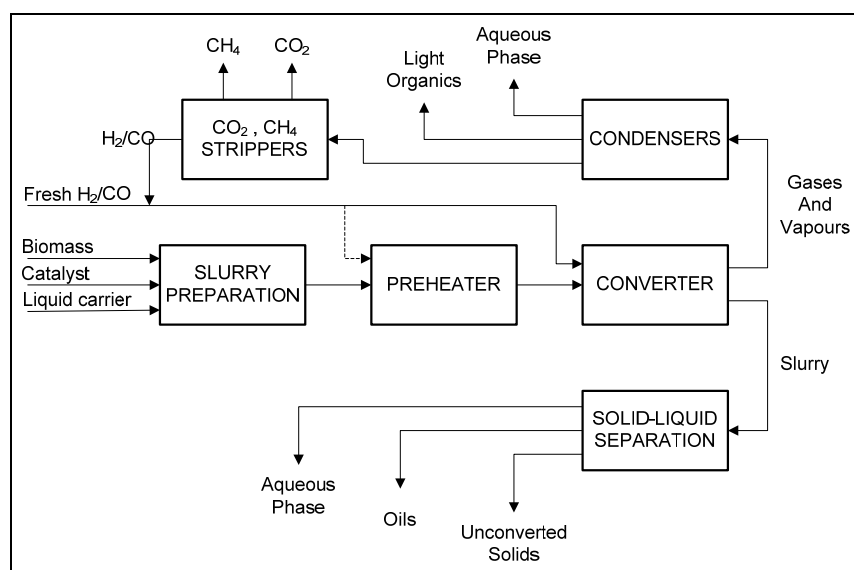 CH₄
CO₂
Light
Organics
Aqueous
Phase
H₂/CO
CO₂ , CH₄
STRIPPERS
CONDENSERS
Gases
And
Vapours
Fresh H₂/CO
Biomass
Catalyst
Liquid carrier
SLURRY
PREPARATION
PREHEATER
CONVERTER
Slurry
SOLID-LIQUID
SEPARATION
Aqueous
Phase
Oils
Unconverted
Solids